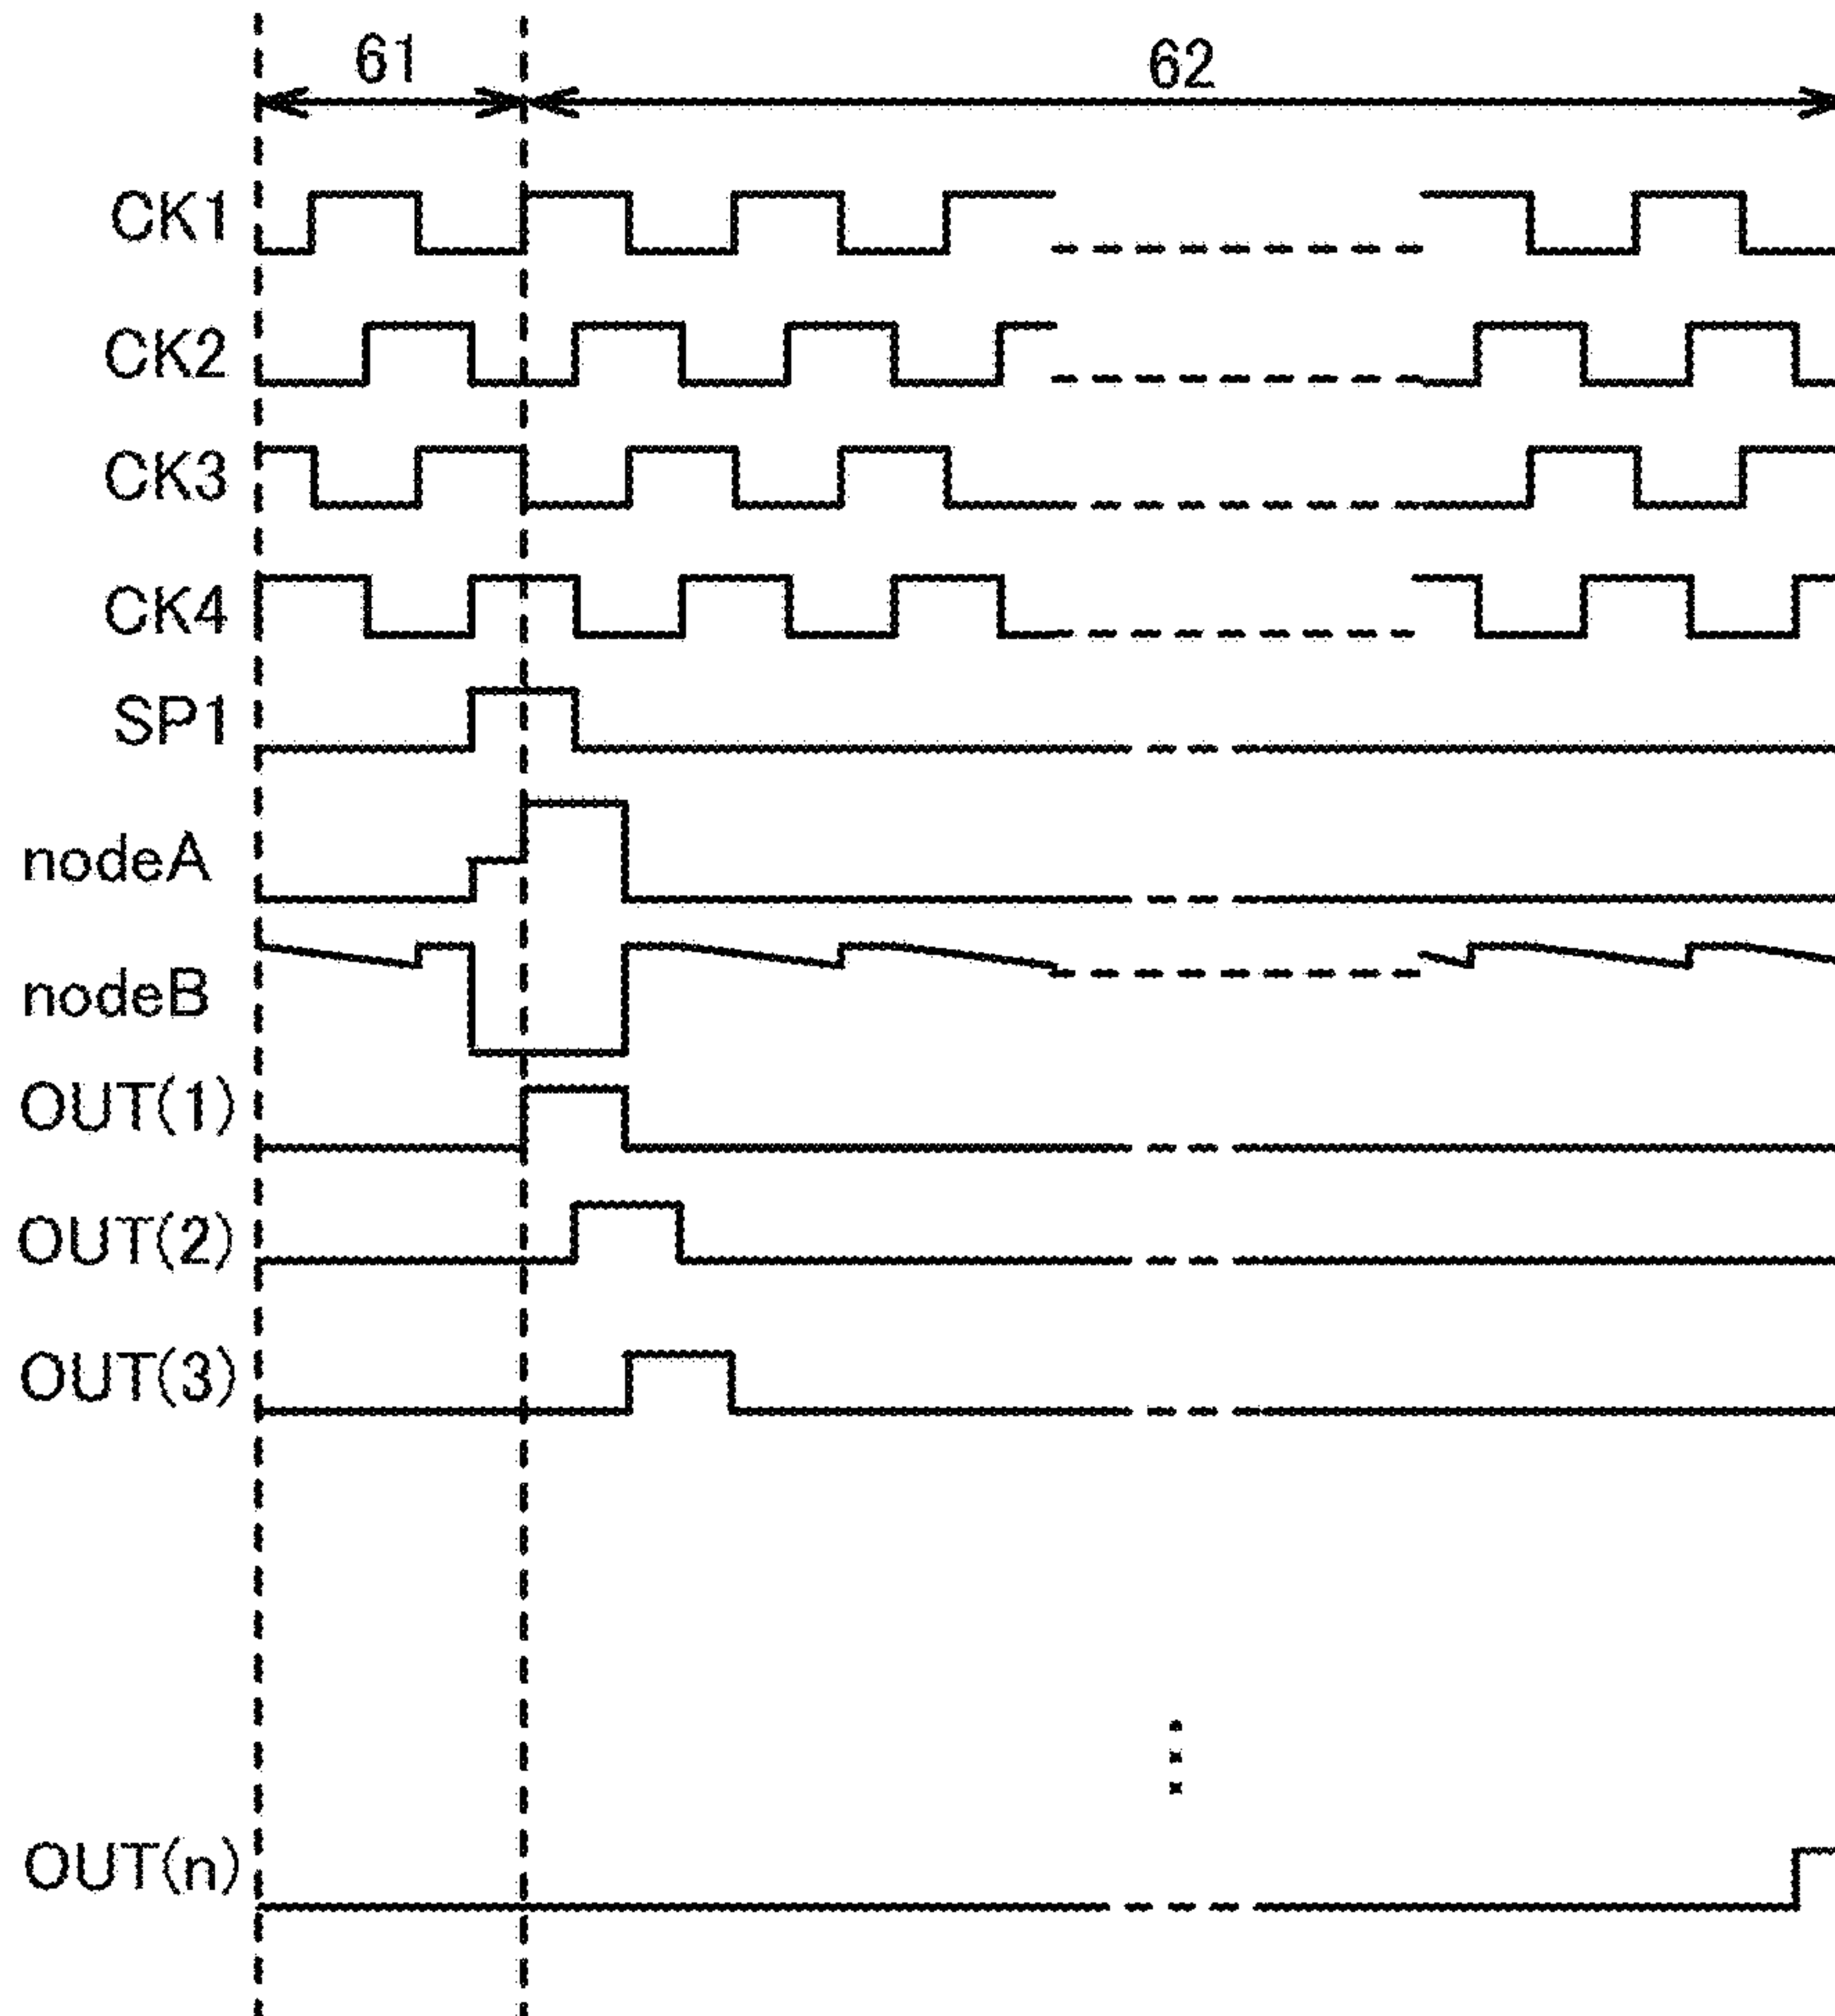 61 62
CK1
CK2
CK3
CK4
SP1
nodeA
nodeB
OUT(1)
OUT(2)
OUT(3)
OUT(n)